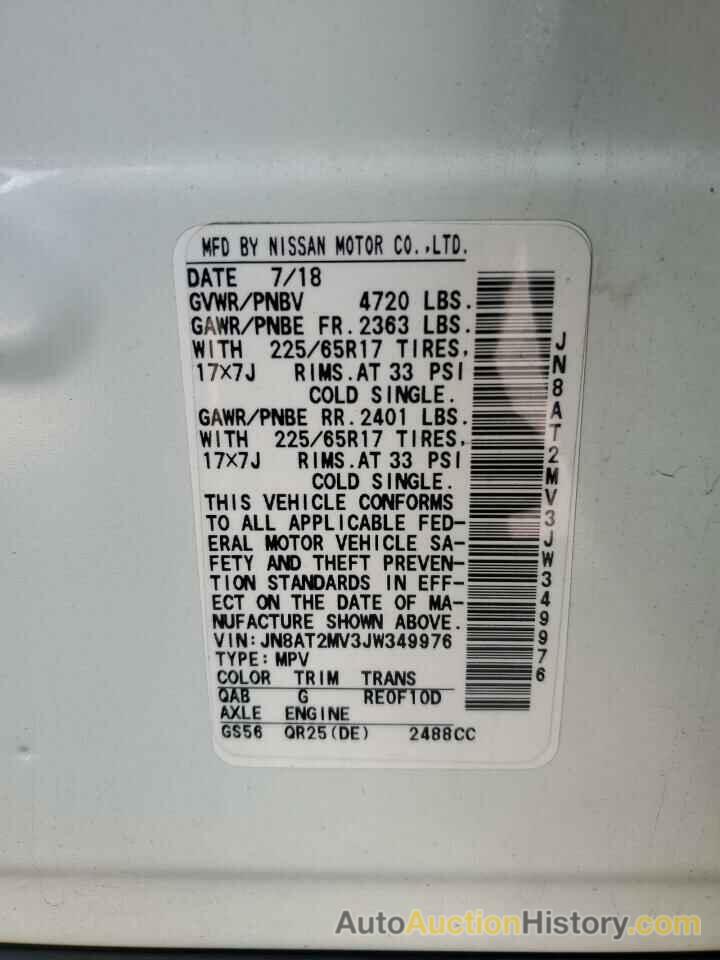 MFD BY NISSAN MOTOR CO.,LTD.
DATE 7/18
GVWR/PNBV 4720 LBS.
GAWR/PNBE FR.2363 LBS.
WITH 225/65R17 TIRES,
17×7J RIMS.AT 33 PSI
COLD SINGLE.
GAWR/PNBE RR.2401 LBS.
WITH 225/65R17 TIRES,
17×7J RIMS.AT 33 PSI
COLD SINGLE.
THIS VEHICLE CONFORMS
TO ALL APPLICABLE FED-
ERAL MOTOR VEHICLE SA-
FETY AND THEFT PREVEN-
TION STANDARDS IN EFF-
ECT ON THE DATE OF MA-
NUFACTURE SHOWN ABOVE.
VIN:JN8AT2MV3JW349976
TYPE:MPV
COLOR TRIM TRANS
QAB G RE0F10D
AXLE ENGINE
GS56 QR25(DE) 2488CC
JN8AT2MV3JW349976
AutoAuctionHistory.com